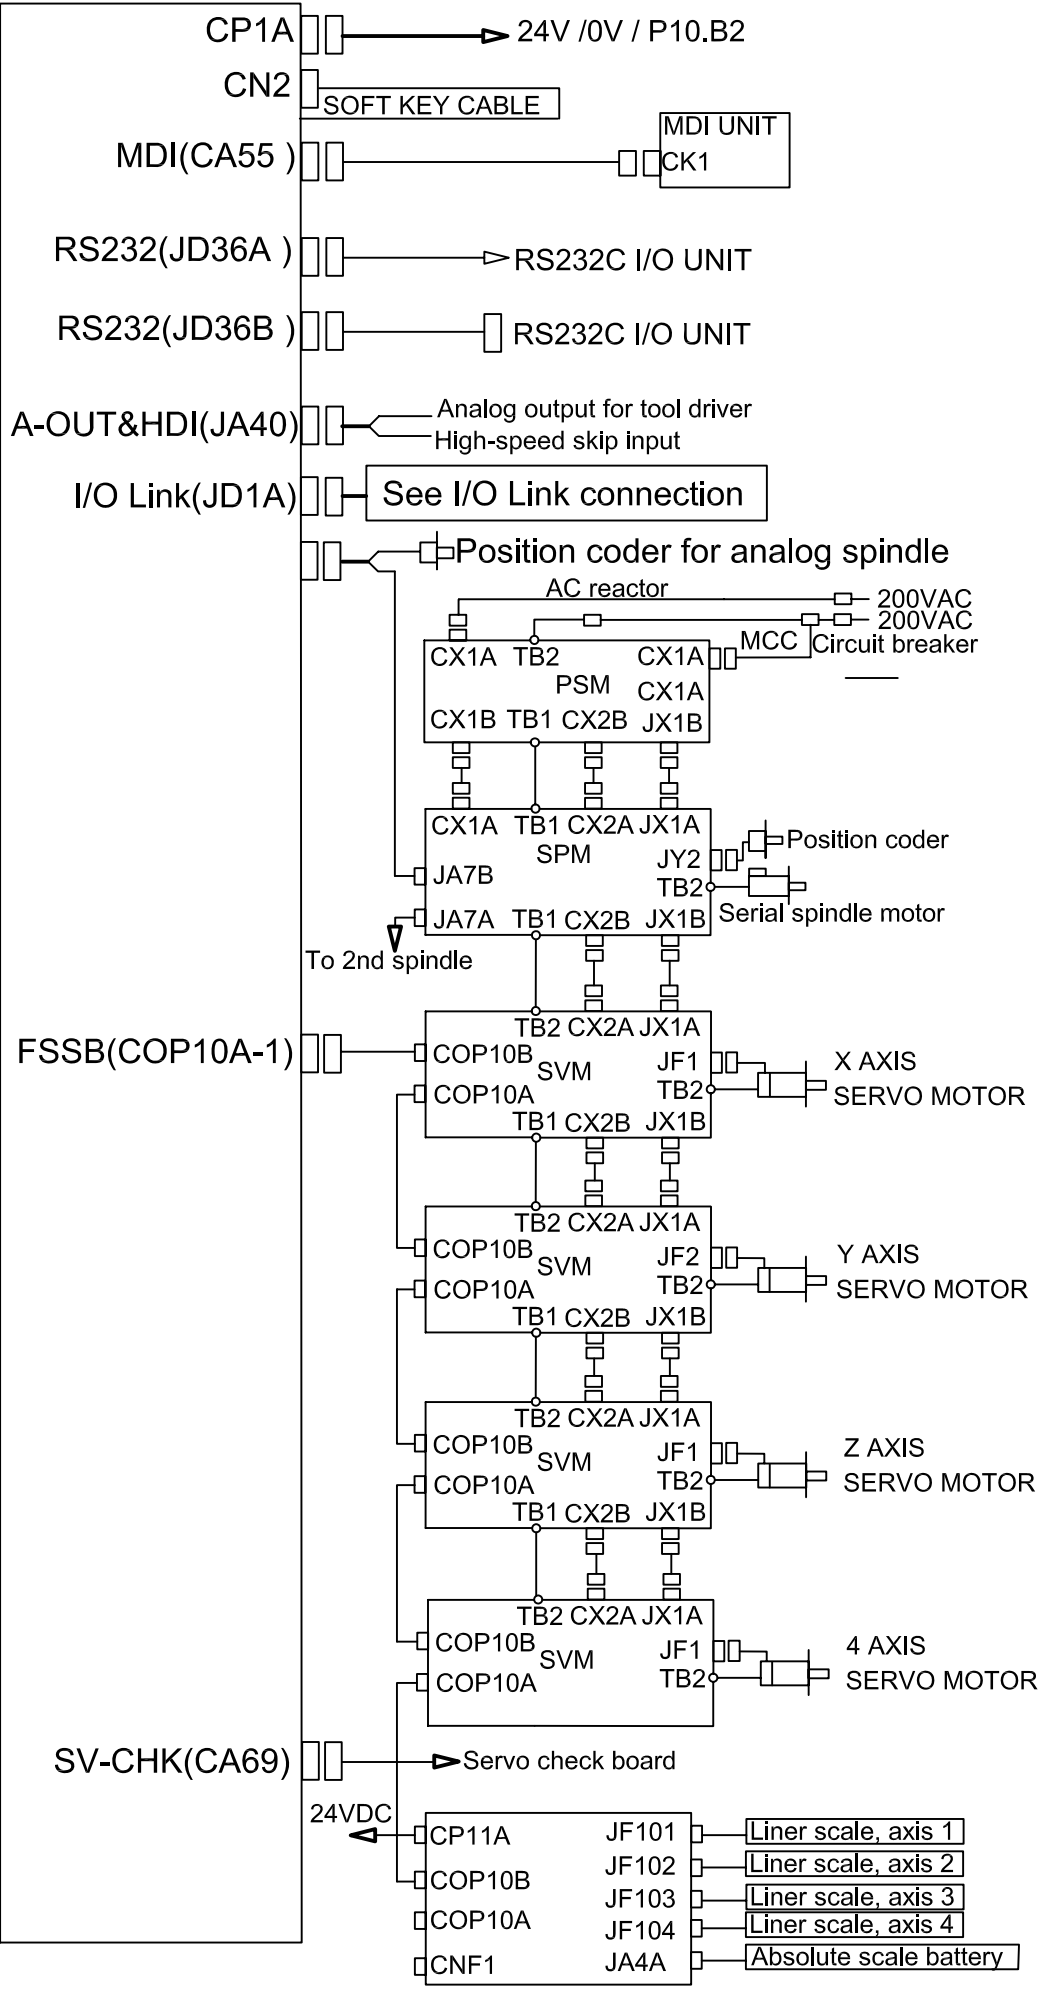 CP1A
24V /0V / P10.B2
CN2
SOFT KEY CABLE
MDI UNIT
MDI(CA55 )
CK1
RS232(JD36A )
RS232C I/O UNIT
RS232(JD36B )
RS232C I/O UNIT
A-OUT&HDI(JA40)
Analog output for tool driver
High-speed skip input
I/O Link(JD1A)
See I/O Link connection
Position coder for analog spindle
AC reactor
200VAC
200VAC
MCC
Circuit breaker
CX1A TB2 CX1A
PSM
CX1A
CX1B TB1 CX2B JX1B
CX1A TB1 CX2A JX1A
SPM
JY2
Position coder
JA7B
TB2
Serial spindle motor
JA7A TB1 CX2B JX1B
To 2nd spindle
TB2 CX2A JX1A
FSSB(COP10A-1)
COP10B
SVM
JF1
X AXIS
COP10A
TB2
SERVO MOTOR
TB1 CX2B JX1B
TB2 CX2A JX1A
COP10B
SVM
JF2
Y AXIS
COP10A
TB2
SERVO MOTOR
TB1 CX2B JX1B
TB2 CX2A JX1A
COP10B
SVM
JF1
Z AXIS
COP10A
TB2
SERVO MOTOR
TB1 CX2B JX1B
TB2 CX2A JX1A
COP10B
SVM
JF1
4 AXIS
COP10A
TB2
SERVO MOTOR
SV-CHK(CA69)
Servo check board
24VDC
CP11A
JF101
Liner scale, axis 1
COP10B
JF102
Liner scale, axis 2
JF103
Liner scale, axis 3
COP10A
JF104
Liner scale, axis 4
CNF1
JA4A
Absolute scale battery